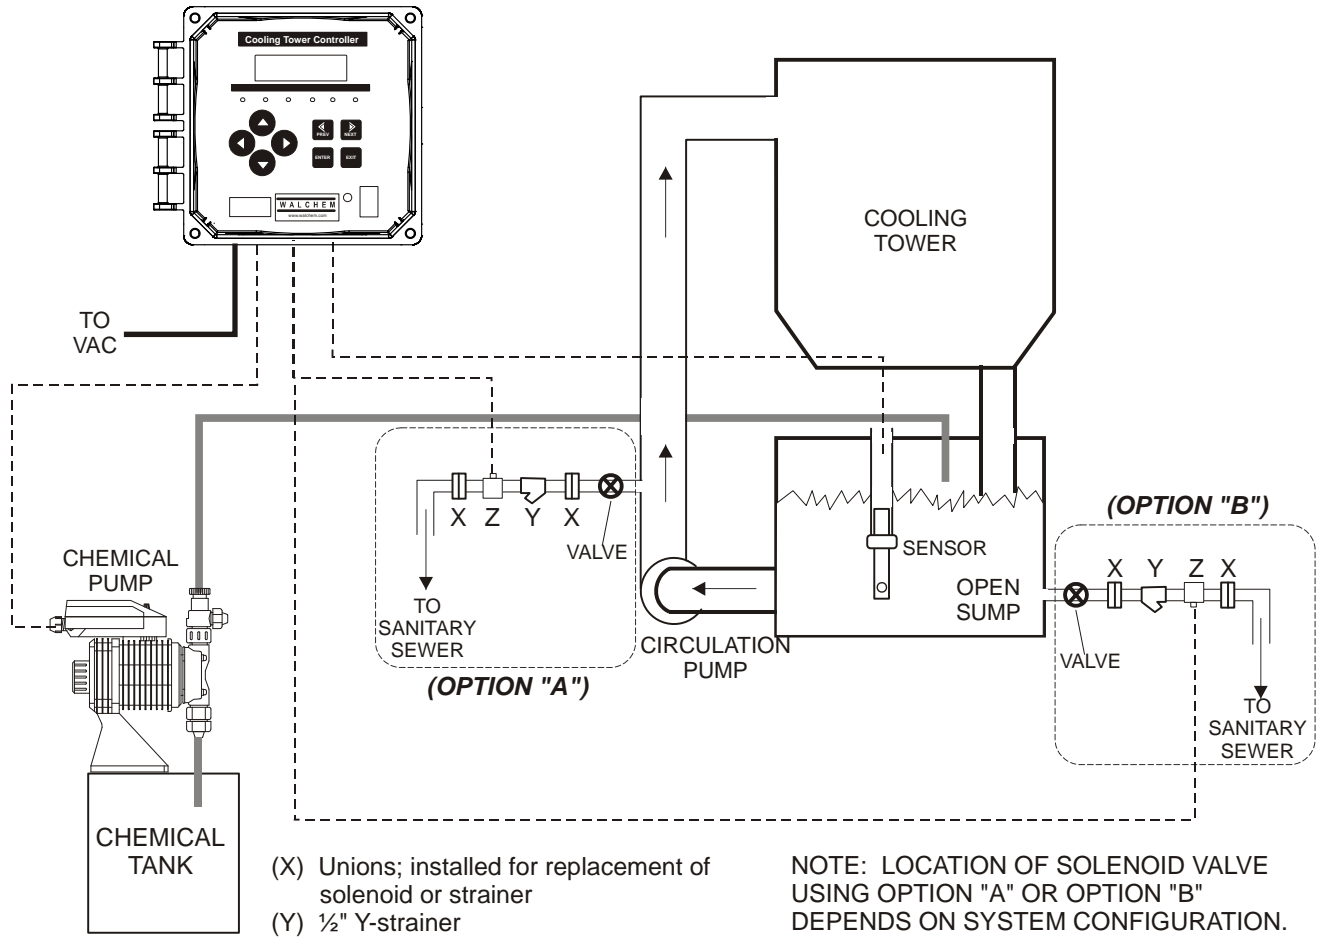 Cooling Tower Controller
PREV
NEXT
ENTER
EXIT
WALCHEM
www.walchem.com
TO
VAC
COOLING
TOWER
X Z Y X
VALVE
TO
SANITARY
SEWER
(OPTION "A")
SENSOR
OPEN
SUMP
CIRCULATION
PUMP
(OPTION "B")
X Y Z X
VALVE
TO
SANITARY
SEWER
CHEMICAL
PUMP
CHEMICAL
TANK
(X) Unions; installed for replacement of
solenoid or strainer
(Y) ½" Y-strainer
NOTE: LOCATION OF SOLENOID VALVE
USING OPTION "A" OR OPTION "B"
DEPENDS ON SYSTEM CONFIGURATION.